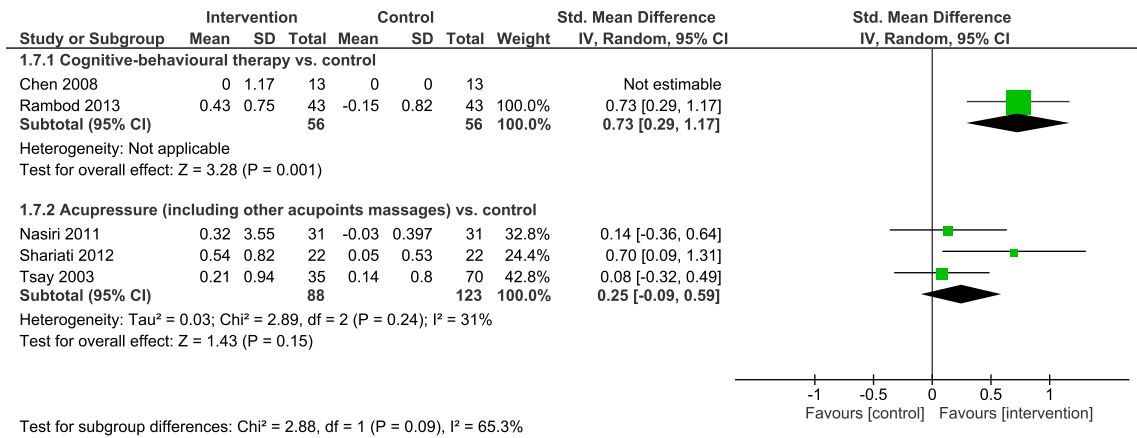 Intervention Control Std. Mean Difference Std. Mean Difference
Study or Subgroup Mean SD Total Mean SD Total Weight IV, Random, 95% CI IV, Random, 95% CI
1.7.1 Cognitive-behavioural therapy vs. control
Chen 2008 0 1.17 13 0 0 13 Not estimable
Rambod 2013 0.43 0.75 43 -0.15 0.82 43 100.0% 0.73 [0.29, 1.17]
Subtotal (95% CI) 56 56 100.0% 0.73 [0.29, 1.17]
Heterogeneity: Not applicable
Test for overall effect: Z = 3.28 (P = 0.001)
1.7.2 Acupressure (including other acupoints massages) vs. control
Nasiri 2011 0.32 3.55 31 -0.03 0.397 31 32.8% 0.14 [-0.36, 0.64]
Shariati 2012 0.54 0.82 22 0.05 0.53 22 24.4% 0.70 [0.09, 1.31]
Tsay 2003 0.21 0.94 35 0.14 0.8 70 42.8% 0.08 [-0.32, 0.49]
Subtotal (95% CI) 88 123 100.0% 0.25 [-0.09, 0.59]
Heterogeneity: Tau² = 0.03; Chi² = 2.89, df = 2 (P = 0.24); I² = 31%
Test for overall effect: Z = 1.43 (P = 0.15)
-1 -0.5 0 0.5 1
Favours [control] Favours [intervention]
Test for subgroup differences: Chi² = 2.88, df = 1 (P = 0.09), I² = 65.3%